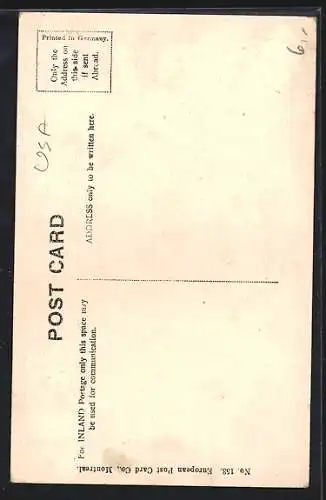 Printed in Germany.
Only the
Address on
this side
if sent
Abroad.
6,-
USA
POST CARD
For INLAND Postage only this space may
be used for communication.
ADDRESS only to be written here.
No. 158. European Post Card Co., Montreal.